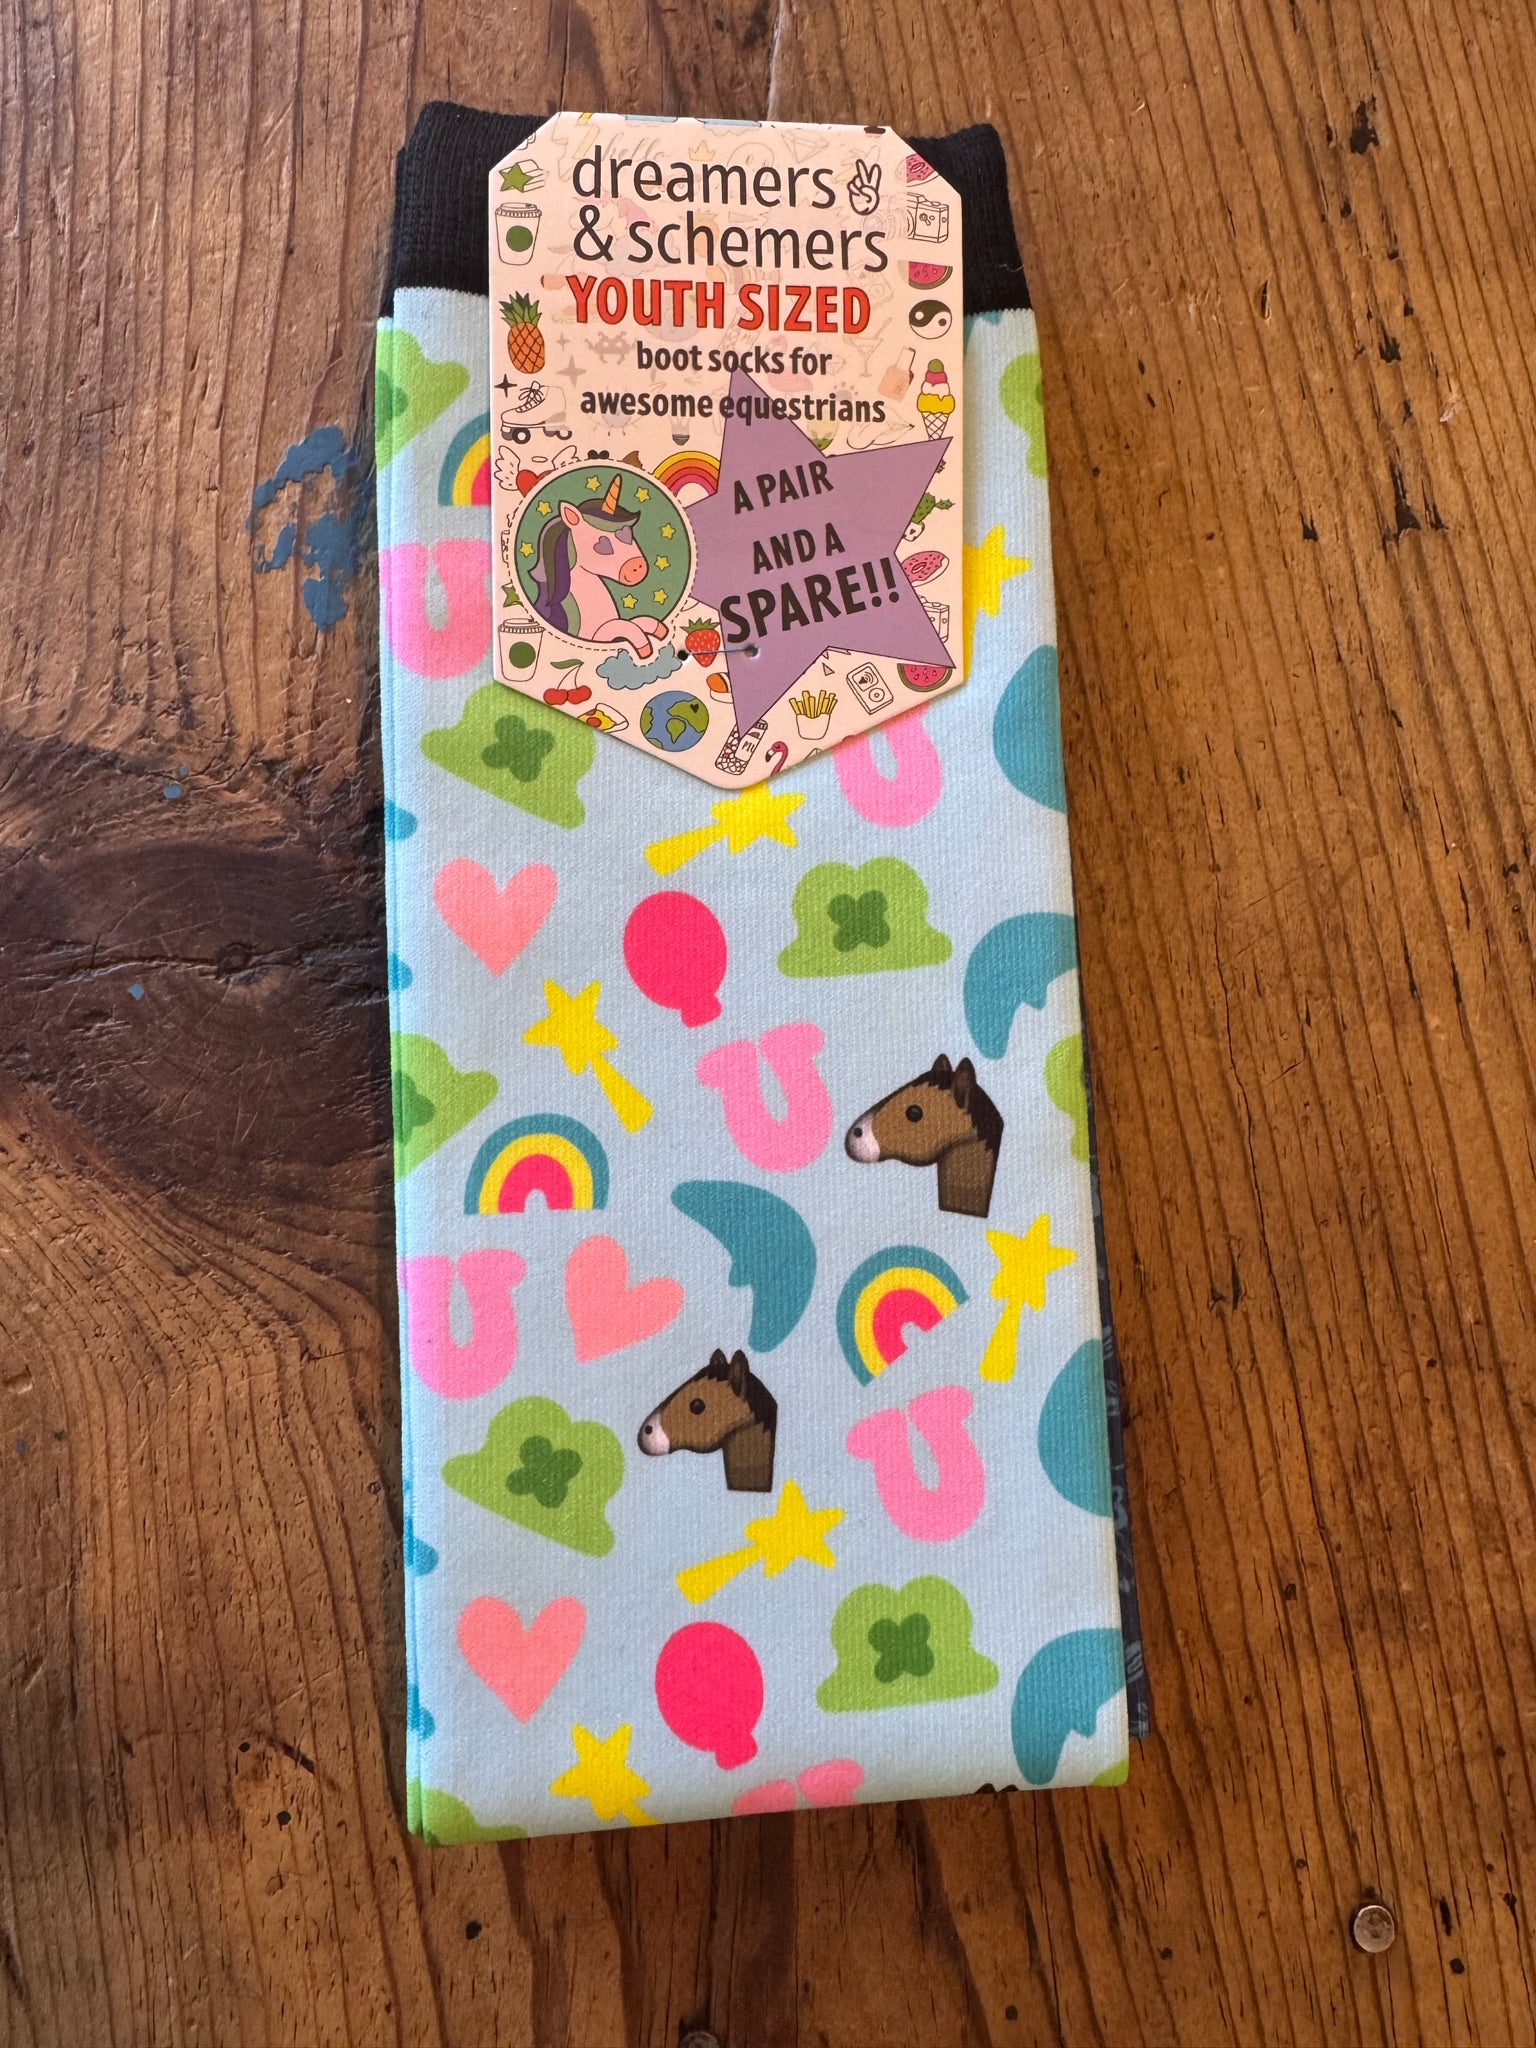 dreamers
& schemers
YOUTH SIZED
boot socks for
awesome equestrians
A PAIR
AND A
SPARE!!